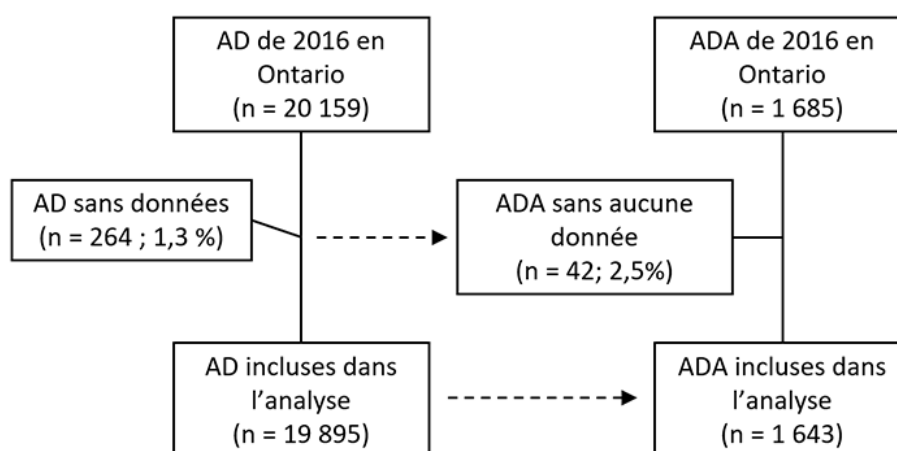 AD de 2016 en
Ontario
(n = 20 159)
ADA de 2016 en
Ontario
(n = 1 685)
AD sans données
(n = 264 ; 1,3 %)
ADA sans aucune
donnée
(n = 42; 2,5%)
AD incluses dans
l’analyse
(n = 19 895)
ADA incluses dans
l’analyse
(n = 1 643)